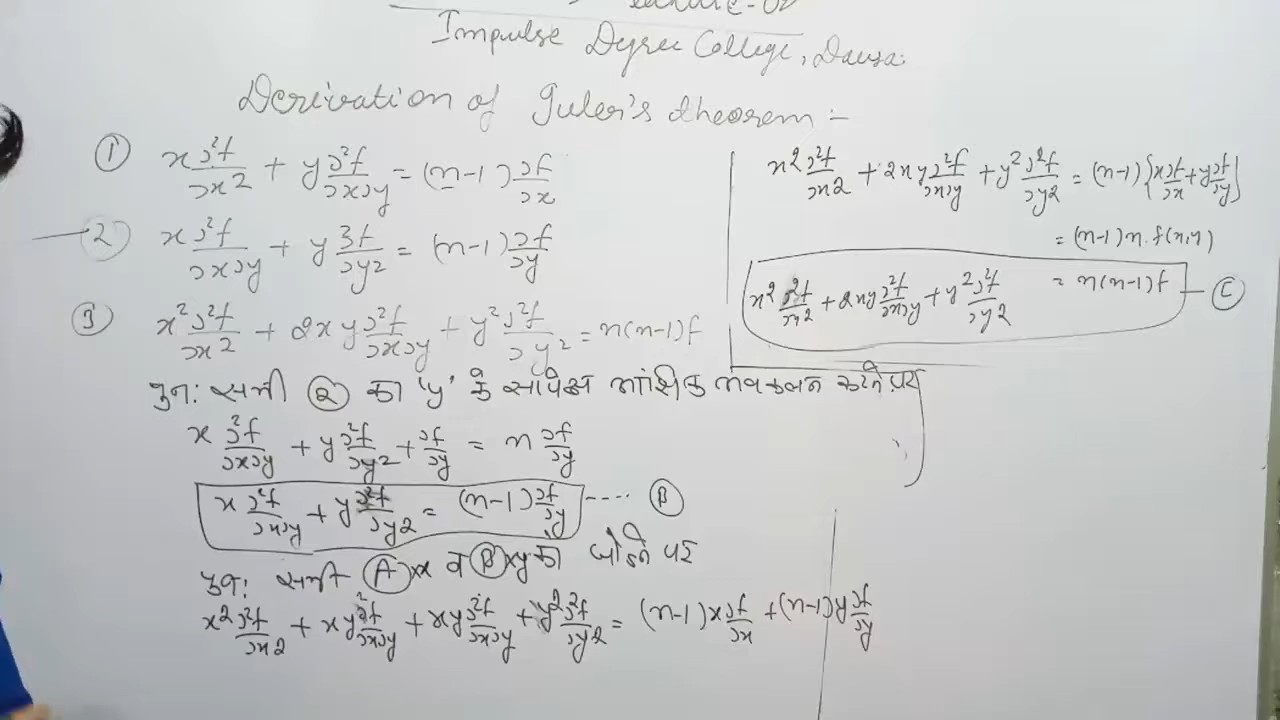 Lecture-02
Impulse Degree College, Dausa.
Derivation of Euler's theorem :-
① x ∂²f/∂x² + y ∂²f/∂x∂y = (n-1) ∂f/∂x
② x ∂²f/∂x∂y + y ∂f/∂y² = (n-1) ∂f/∂y
③ x² ∂²f/∂x² + 2xy ∂²f/∂x∂y + y² ∂²f/∂y² = n(n-1)f
पुन: समी ② का 'y' के सापेक्ष आंशिक अवकलन करने पर
x ∂²f/∂x∂y + y ∂²f/∂y² + ∂f/∂y = n ∂f/∂y
x ∂²f/∂x∂y + y ∂²f/∂y² = (n-1) ∂f/∂y ---- Ⓑ
पुन: समी Ⓐ×x व Ⓑ×y का जोडने पर
x² ∂²f/∂x² + xy ∂²f/∂x∂y + xy ∂²f/∂x∂y + y² ∂²f/∂y² = (n-1) x ∂f/∂x + (n-1) y ∂f/∂y
x² ∂²f/∂x² + 2xy ∂²f/∂x∂y + y² ∂²f/∂y² = (n-1) {x ∂f/∂x + y ∂f/∂y}
= (n-1) n. f(x,y)
x² ∂²f/∂x² + 2xy ∂²f/∂x∂y + y² ∂²f/∂y² = n(n-1)f — Ⓒ